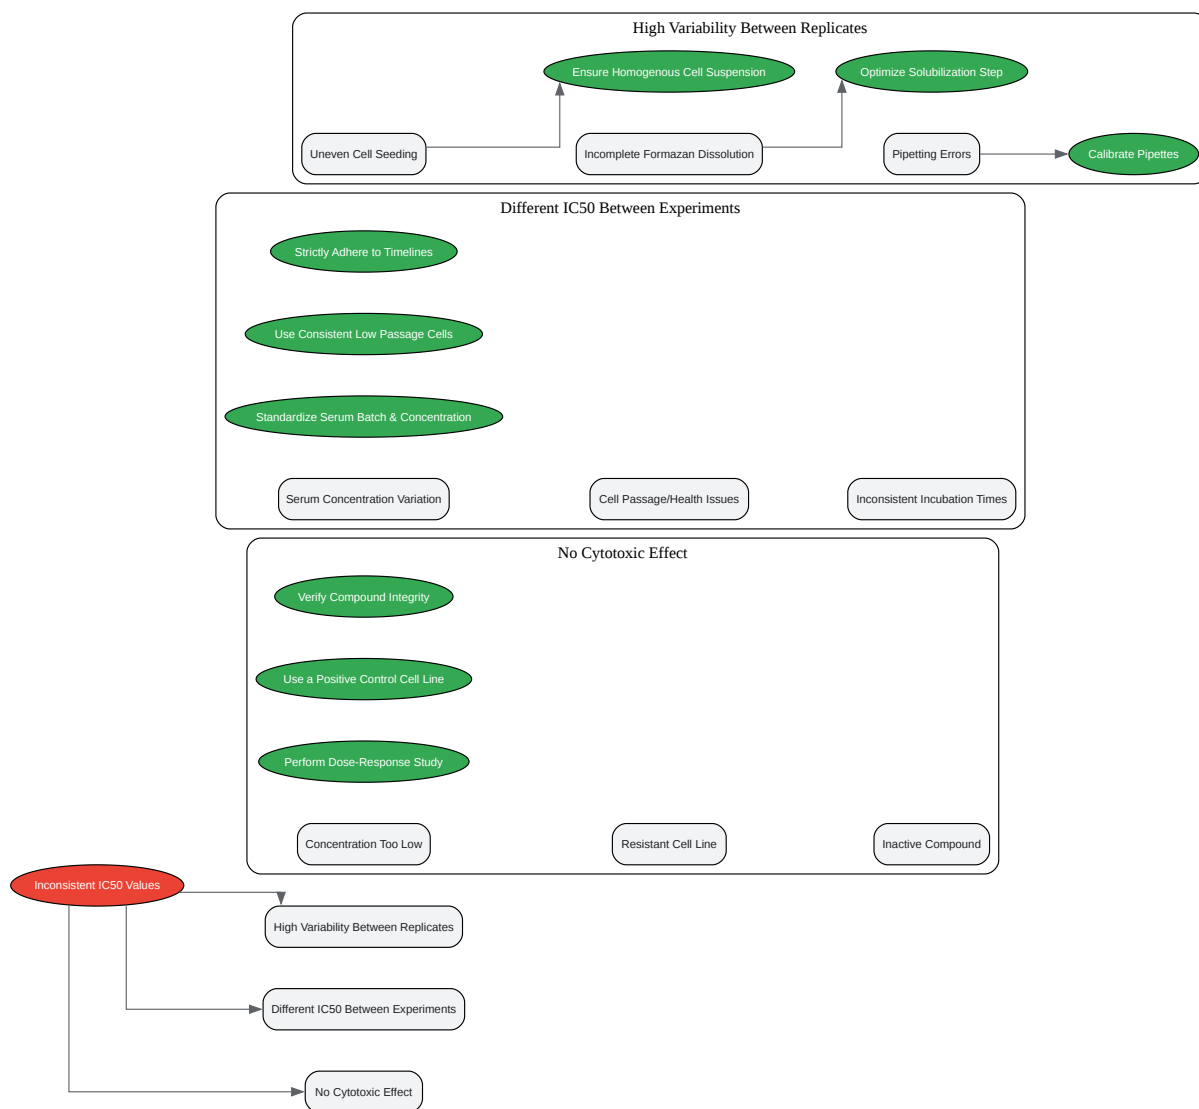 High Variability Between Replicates
Ensure Homogenous Cell Suspension
Optimize Solubilization Step
Uneven Cell Seeding
Incomplete Formazan Dissolution
Pipetting Errors
Calibrate Pipettes
Different IC50 Between Experiments
Strictly Adhere to Timelines
Use Consistent Low Passage Cells
Standardize Serum Batch & Concentration
Serum Concentration Variation
Cell Passage/Health Issues
Inconsistent Incubation Times
No Cytotoxic Effect
Verify Compound Integrity
Use a Positive Control Cell Line
Perform Dose-Response Study
Concentration Too Low
Resistant Cell Line
Inactive Compound
Inconsistent IC50 Values
High Variability Between Replicates
Different IC50 Between Experiments
No Cytotoxic Effect